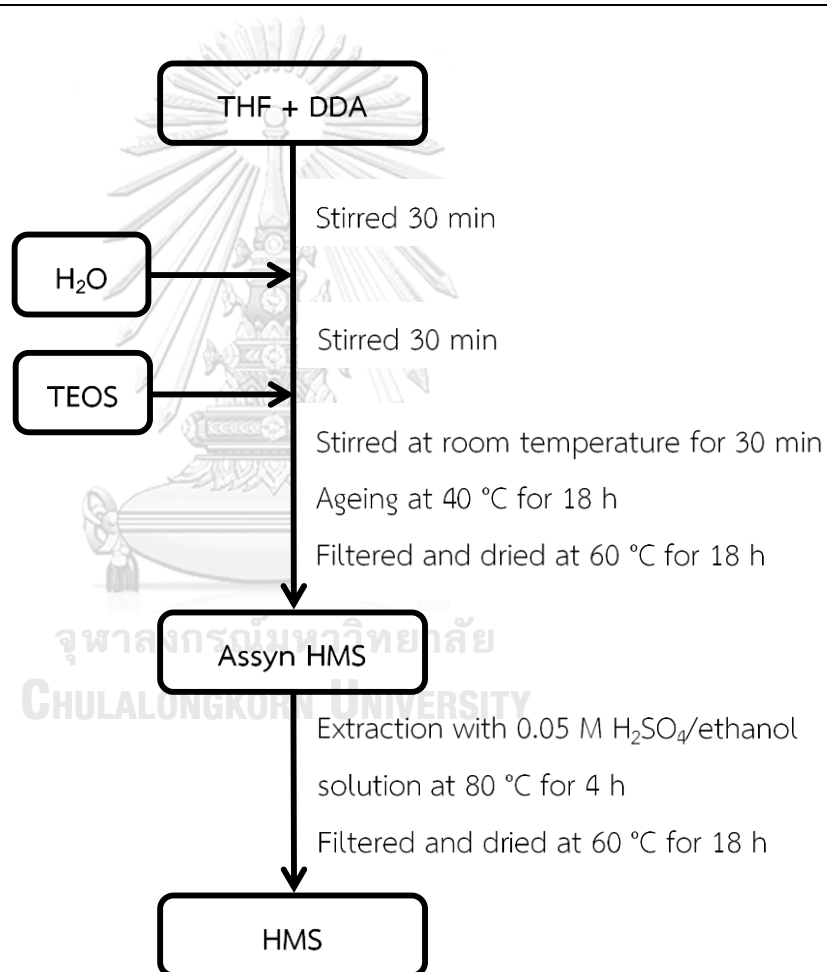 THF + DDA
Stirred 30 min
H₂O
Stirred 30 min
TEOS
Stirred at room temperature for 30 min
Ageing at 40 °C for 18 h
Filtered and dried at 60 °C for 18 h
จุฬาลงกรณ์มหาวิทยาลัย
Assyn HMS
CHULALONGKORN UNIVERSITY
Extraction with 0.05 M H₂SO₄/ethanol
solution at 80 °C for 4 h
Filtered and dried at 60 °C for 18 h
HMS